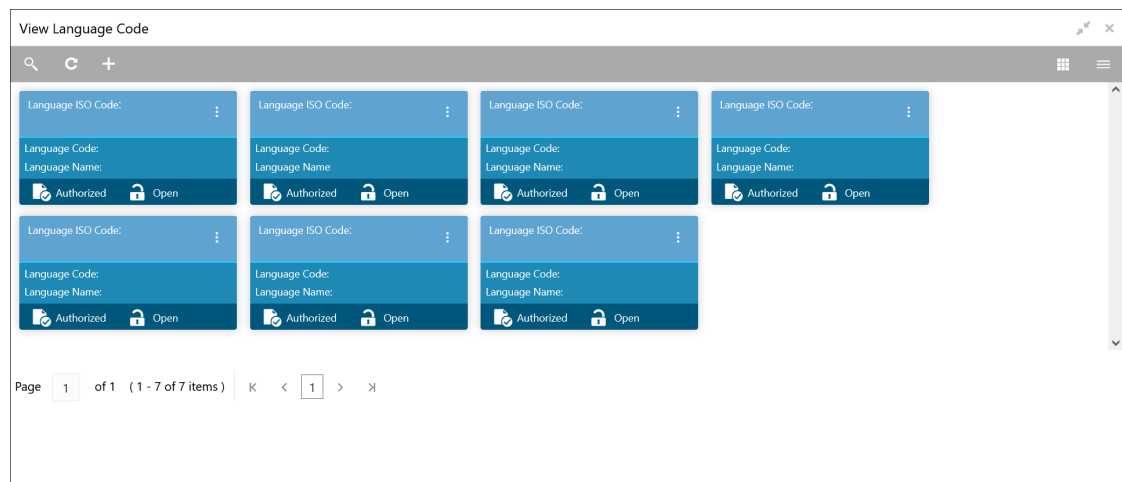 View Language Code
Language ISO Code: Language ISO Code: Language ISO Code: Language ISO Code:
Language Code: Language Code: Language Code: Language Code:
Language Name: Language Name Language Name: Language Name:
Authorized Open Authorized Open Authorized Open Authorized Open
Language ISO Code: Language ISO Code: Language ISO Code:
Language Code: Language Code: Language Code:
Language Name: Language Name: Language Name:
Authorized Open Authorized Open Authorized Open
Page 1 of 1 ( 1 - 7 of 7 items ) 1